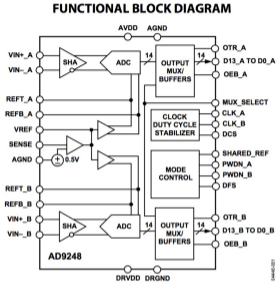 FUNCTIONAL BLOCK DIAGRAM
AVDD AGND
VIN+_A
VIN–_A
SHA
ADC
14
OUTPUT
MUX/
BUFFERS
14
OTR_A
D13_A TO D0_A
OEB_A
REFT_A
REFB_A
MUX_SELECT
CLOCK
DUTY CYCLE
STABILIZER
CLK_A
CLK_B
DCS
VREF
SENSE
AGND
0.5V
SHARED_REF
MODE
CONTROL
PWDN_A
PWDN_B
DFS
REFT_B
REFB_B
VIN+_B
VIN–_B
SHA
ADC
14
OUTPUT
MUX/
BUFFERS
14
OTR_B
D13_B TO D0_B
OEB_B
AD9248
DRVDD DRGND
04446-001